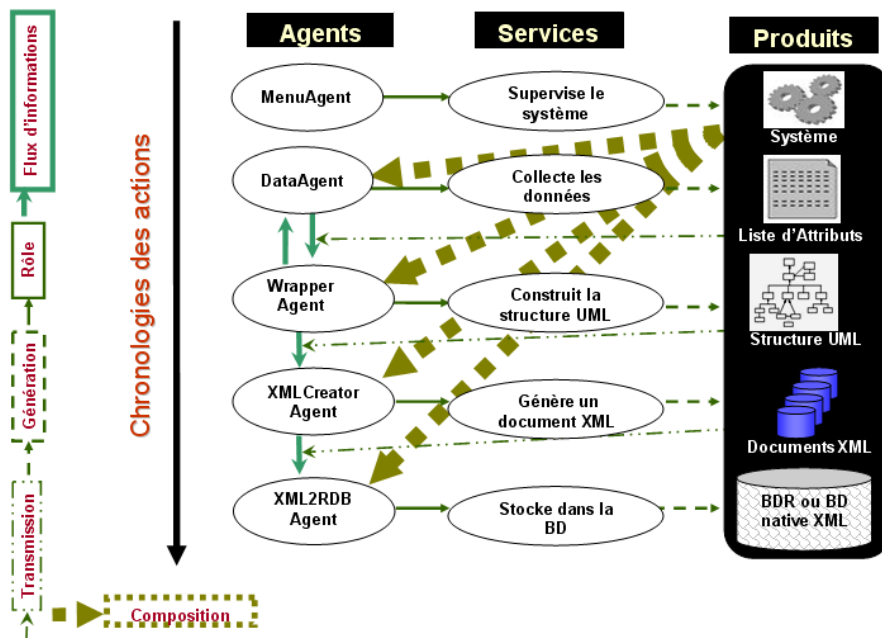 Agents
Services
Produits
Flux d'informations
Rôle
Génération
Transmission
Composition
Chronologies des actions
MenuAgent
Supervise le
système
Système
DataAgent
Collecte les
données
Liste d'Attributs
Wrapper
Agent
Construit la
structure UML
Structure UML
XMLCreator
Agent
Génère un
document XML
Documents XML
XML2RDB
Agent
Stocke dans la
BD
BDR ou BD
native XML